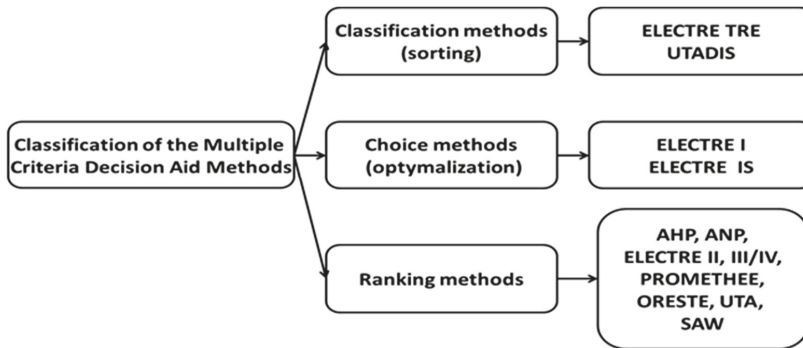 Classification of the Multiple
Criteria Decision Aid Methods
Classification methods
(sorting)
ELECTRE TRE
UTADIS
Choice methods
(optymalization)
ELECTRE I
ELECTRE IS
Ranking methods
AHP, ANP,
ELECTRE II, III/IV,
PROMETHEE,
ORESTE, UTA,
SAW